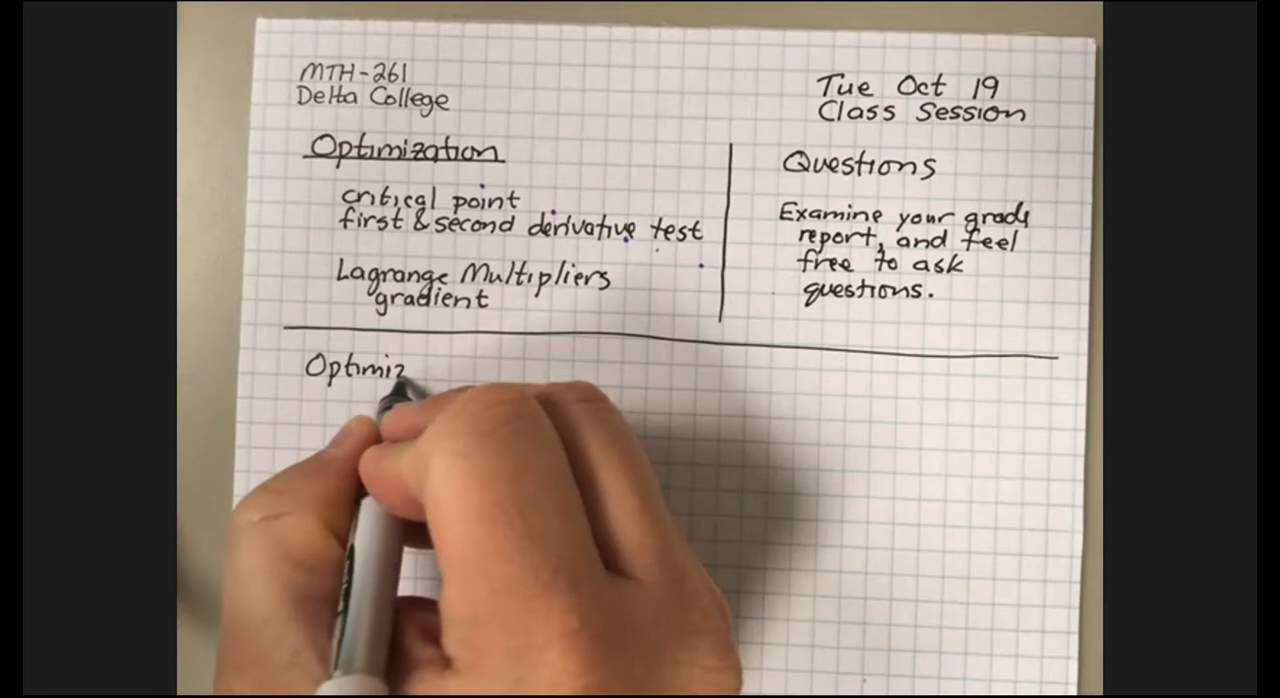 MTH-261
Delta College
Tue Oct 19
Class Session
Optimization
critical point
first & second derivative test
Lagrange Multipliers
gradient
Questions
Examine your grade
report, and feel
free to ask
questions.
Optimiz